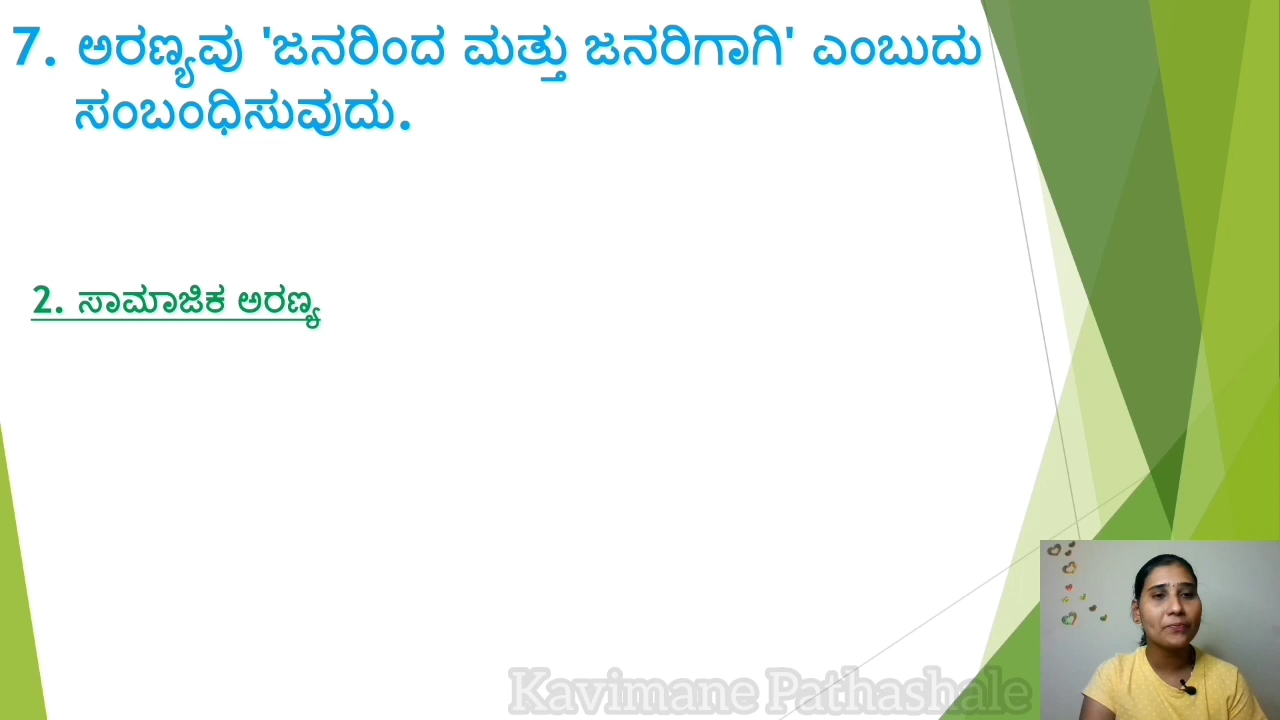 7. ಅರಣ್ಯವು 'ಜನರಿಂದ ಮತ್ತು ಜನರಿಗಾಗಿ' ಎಂಬುದು
ಸಂಬಂಧಿಸುವುದು.
2. ಸಾಮಾಜಿಕ ಅರಣ್ಯ
Kavimane Pathashale